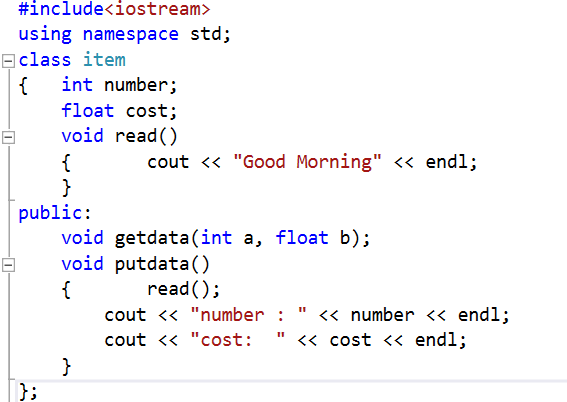 #include<iostream>
using namespace std;
class item
{   int number;
    float cost;
    void read()
    {       cout << "Good Morning" << endl;
    }
public:
    void getdata(int a, float b);
    void putdata()
    {       read();
        cout << "number : " << number << endl;
        cout << "cost:  " << cost << endl;
    }
};